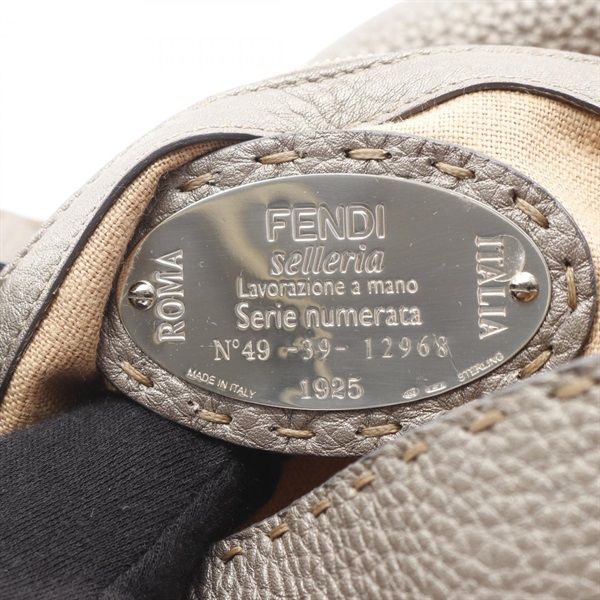 FENDI
selleria
Lavorazione a mano
Serie numerata
N°49 -39- 12968
1925
ROMA
ITALIA
MADE IN ITALY
STERLING